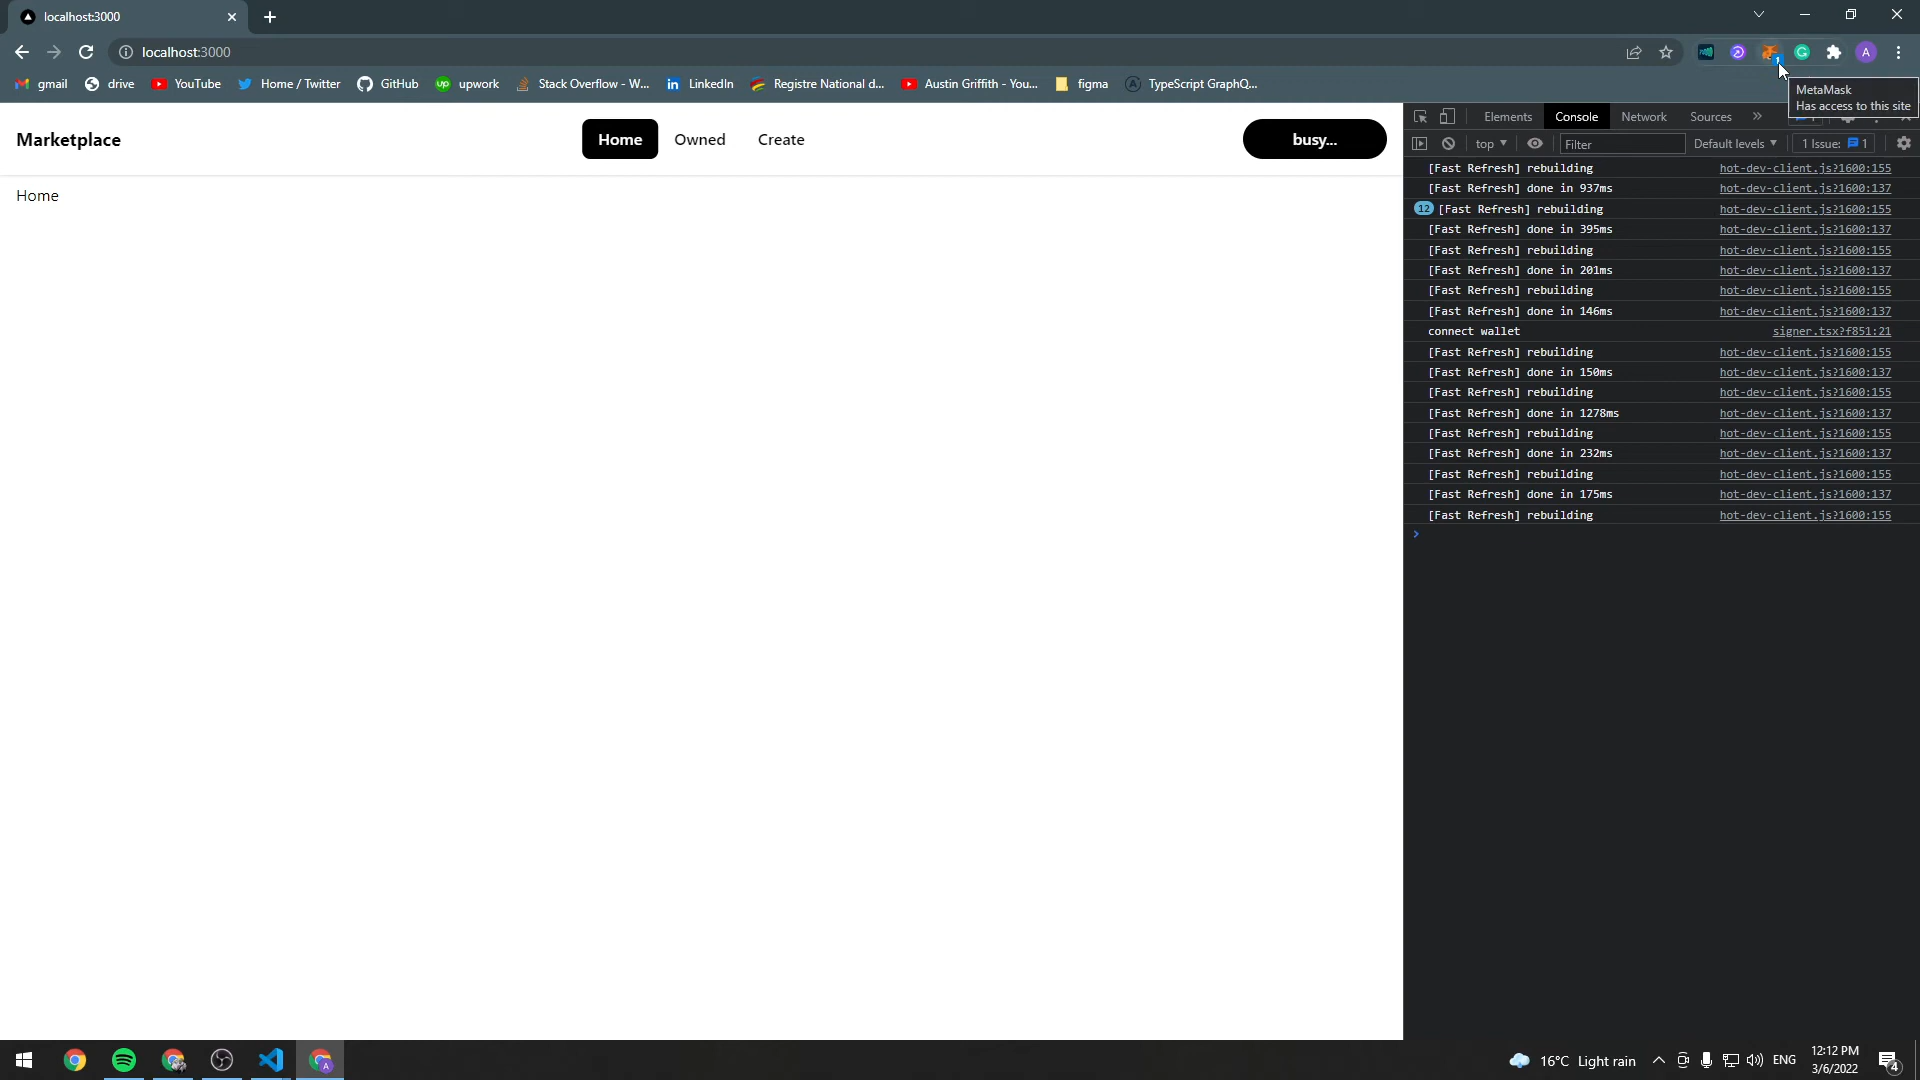 localhost:3000
localhost:3000
gmail drive YouTube Home / Twitter GitHub upwork Stack Overflow - W... LinkedIn Registre National d... Austin Griffith - You... figma TypeScript GraphQ...
MetaMask
Has access to this site
Marketplace Home Owned Create busy...
Home
Elements Console Network Sources »
top Filter Default levels 1 Issue: 1
[Fast Refresh] rebuilding hot-dev-client.js?1600:155
[Fast Refresh] done in 937ms hot-dev-client.js?1600:137
12 [Fast Refresh] rebuilding hot-dev-client.js?1600:155
[Fast Refresh] done in 395ms hot-dev-client.js?1600:137
[Fast Refresh] rebuilding hot-dev-client.js?1600:155
[Fast Refresh] done in 201ms hot-dev-client.js?1600:137
[Fast Refresh] rebuilding hot-dev-client.js?1600:155
[Fast Refresh] done in 146ms hot-dev-client.js?1600:137
connect wallet signer.tsx?f851:21
[Fast Refresh] rebuilding hot-dev-client.js?1600:155
[Fast Refresh] done in 150ms hot-dev-client.js?1600:137
[Fast Refresh] rebuilding hot-dev-client.js?1600:155
[Fast Refresh] done in 1278ms hot-dev-client.js?1600:137
[Fast Refresh] rebuilding hot-dev-client.js?1600:155
[Fast Refresh] done in 232ms hot-dev-client.js?1600:137
[Fast Refresh] rebuilding hot-dev-client.js?1600:155
[Fast Refresh] done in 175ms hot-dev-client.js?1600:137
[Fast Refresh] rebuilding hot-dev-client.js?1600:155
16°C Light rain ENG 12:12 PM
3/6/2022 4